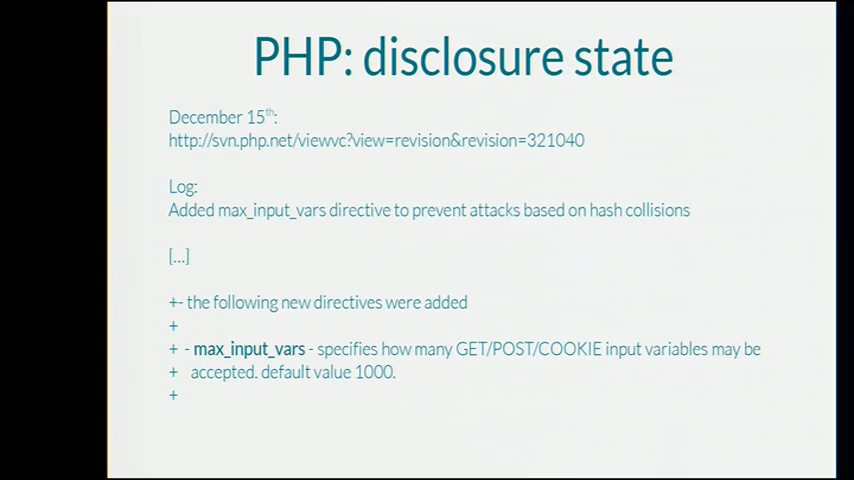 PHP: disclosure state
December 15th:
http://svn.php.net/viewvc?view=revision&revision=321040
Log:
Added max_input_vars directive to prevent attacks based on hash collisions
[...]
+- the following new directives were added
+
+ - max_input_vars - specifies how many GET/POST/COOKIE input variables may be
+ accepted. default value 1000.
+